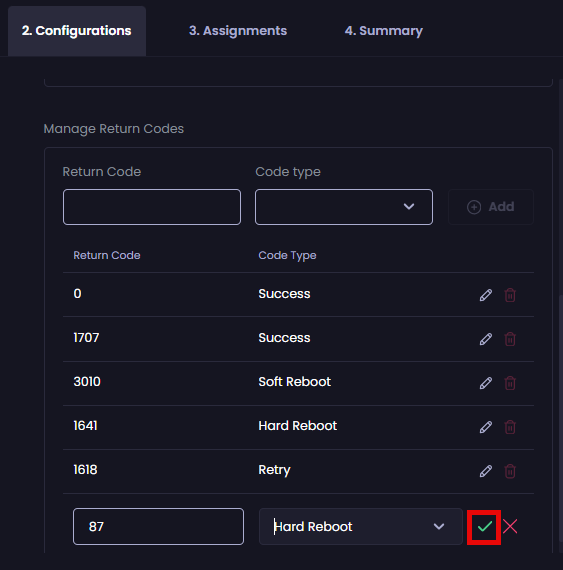 2. Configurations 3. Assignments 4. Summary
Manage Return Codes
Return Code Code type
Add
Return Code Code Type
0 Success
1707 Success
3010 Soft Reboot
1641 Hard Reboot
1618 Retry
87 Hard Reboot